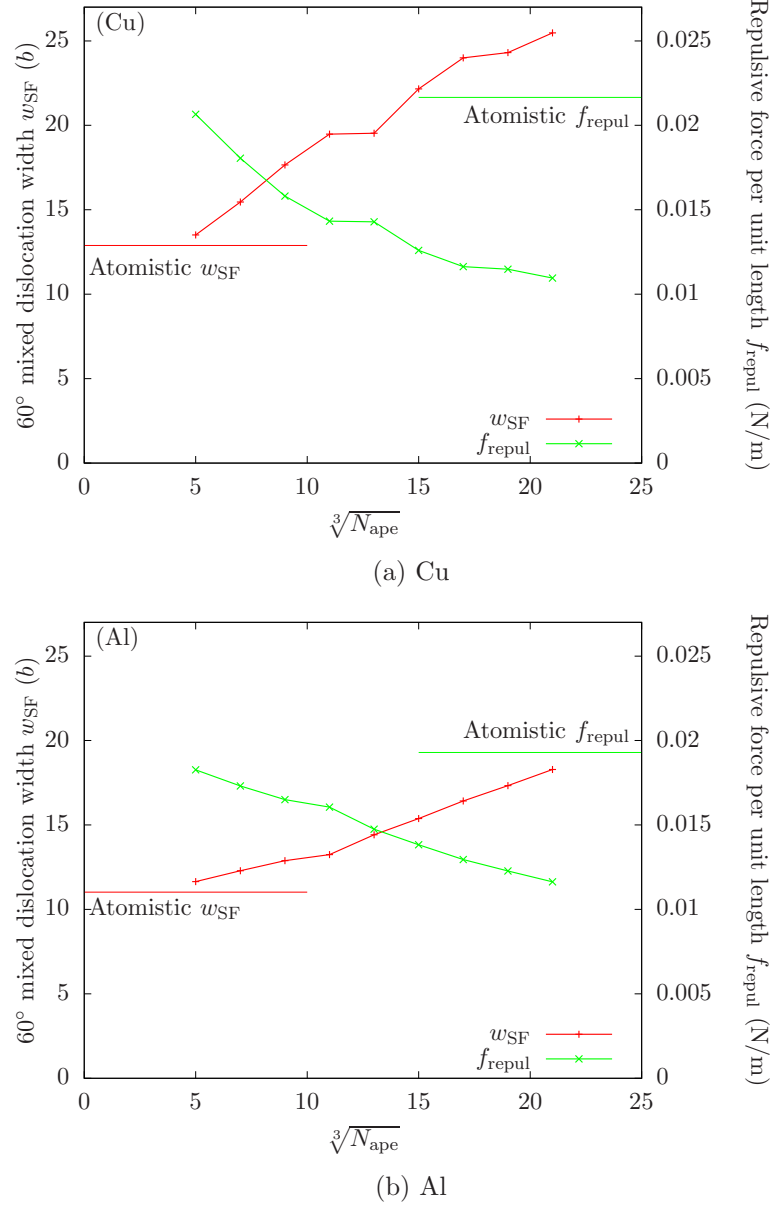 (Cu)
60° mixed dislocation width w_SF (b)
Repulsive force per unit length f_repul (N/m)
25
20
15
10
5
0
0.025
0.02
0.015
0.01
0.005
0
Atomistic f_repul
Atomistic w_SF
w_SF
f_repul
0 5 10 15 20 25
∛N_ape
(a) Cu
(Al)
60° mixed dislocation width w_SF (b)
Repulsive force per unit length f_repul (N/m)
25
20
15
10
5
0
0.025
0.02
0.015
0.01
0.005
0
Atomistic f_repul
Atomistic w_SF
w_SF
f_repul
0 5 10 15 20 25
∛N_ape
(b) Al